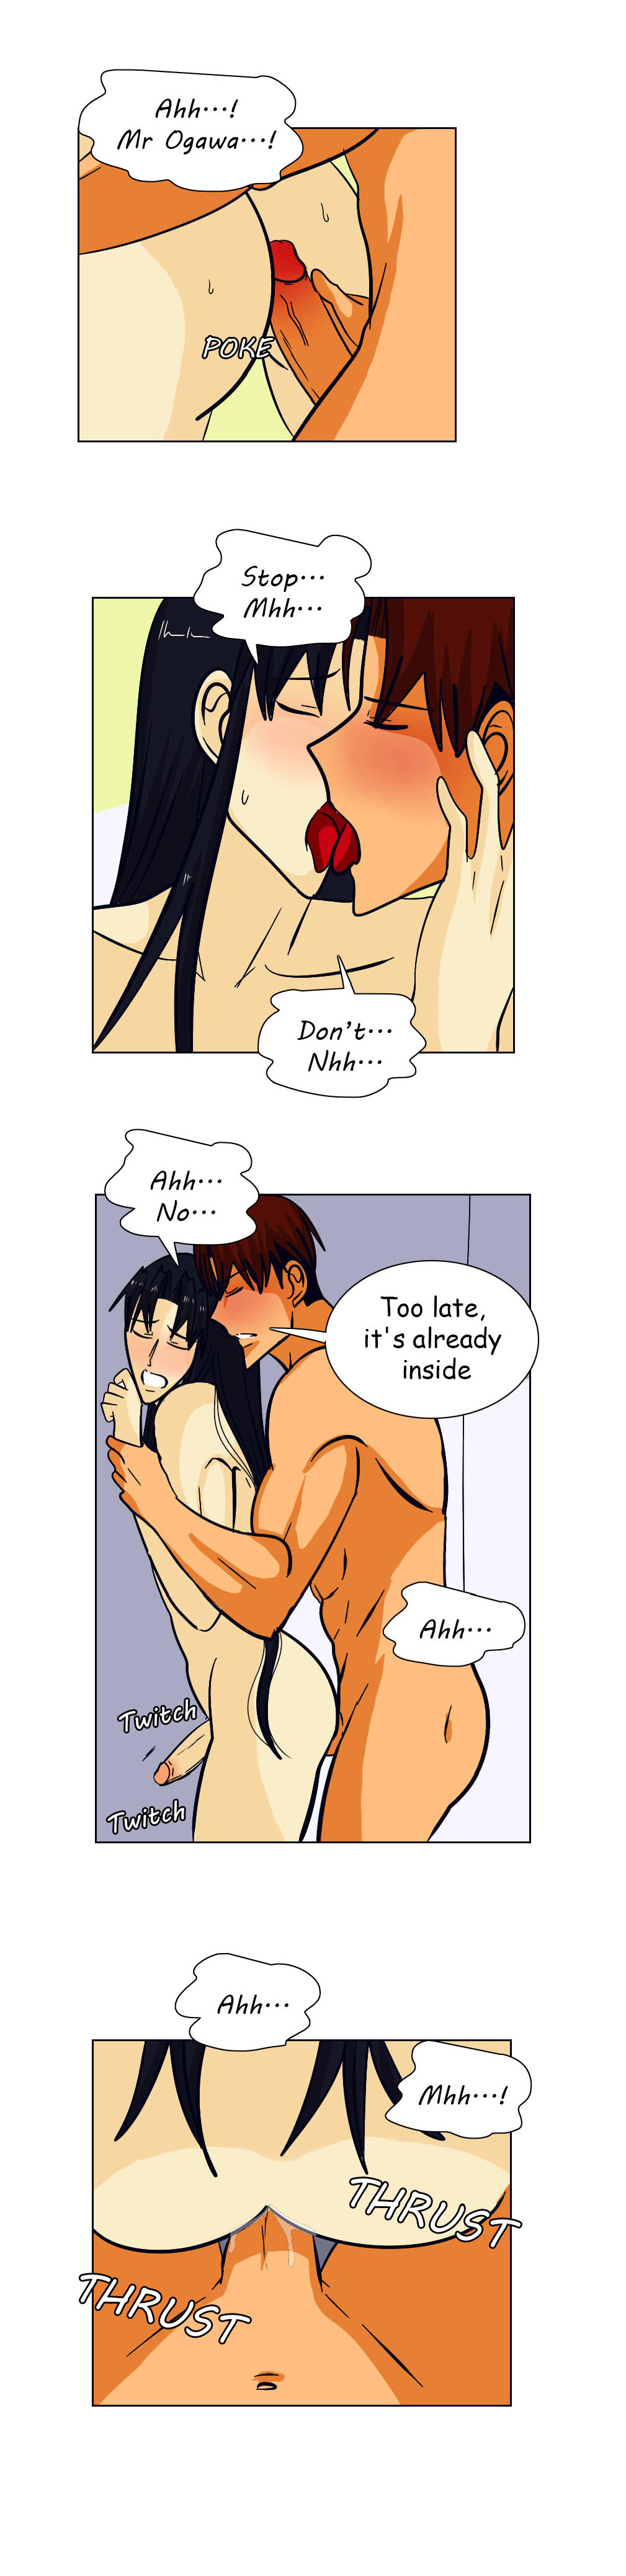 Ahh...!
Mr Ogawa...!
POKE
Stop...
Mhh...
Don't...
Nhh...
Ahh...
No...
Too late,
it's already
inside
Ahh...
Twitch
Twitch
Ahh...
Mhh...!
THRUST
THRUST